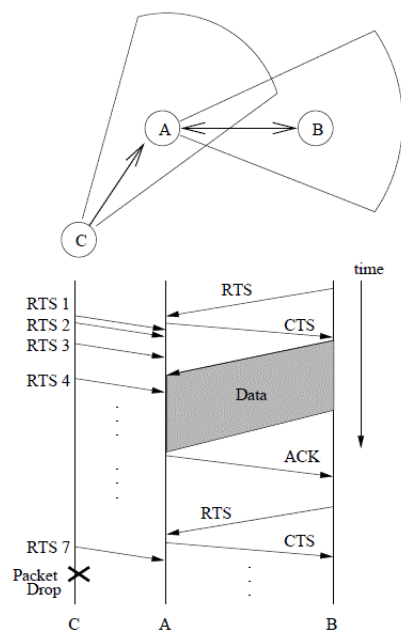 A
B
C
time
RTS 1
RTS
RTS 2
CTS
RTS 3
RTS 4
Data
ACK
RTS
CTS
RTS 7
Packet
Drop
C
A
B